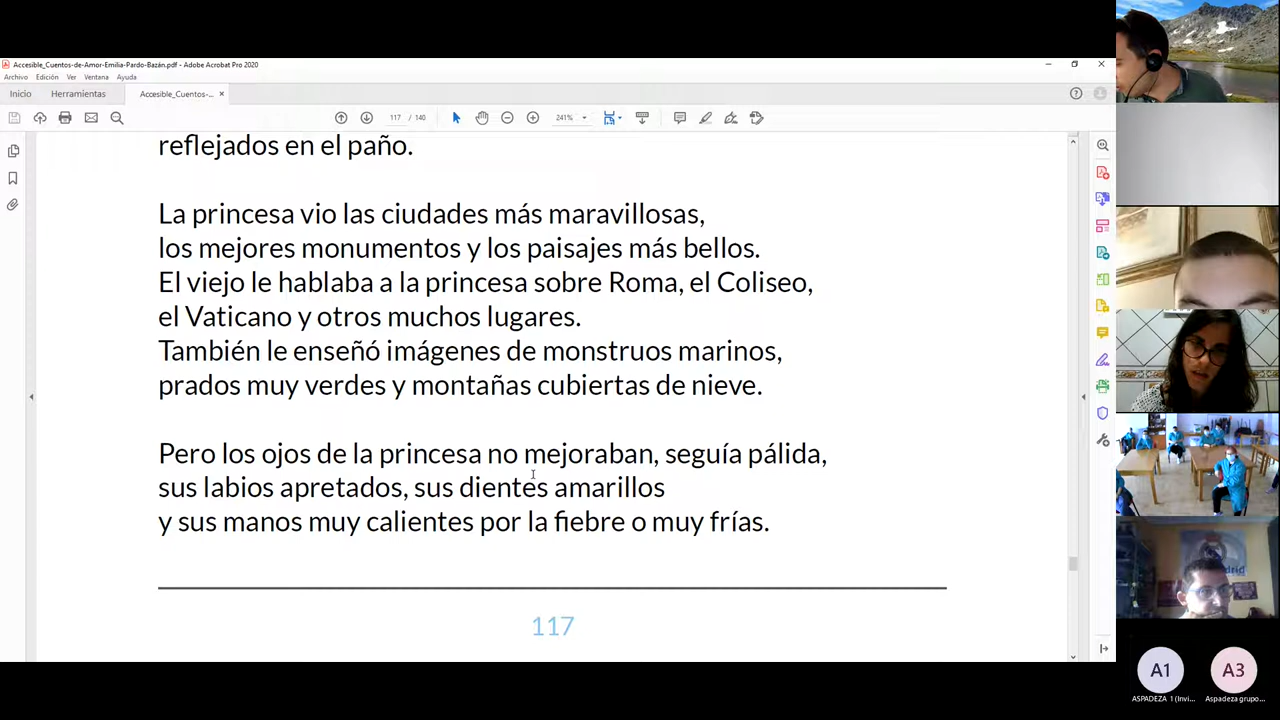 Accesible_Cuentos-de-Amor-Emilia-Pardo-Bazán.pdf - Adobe Acrobat Pro 2020
Archivo Edición Ver Ventana Ayuda
Inicio Herramientas Accesible_Cuentos-...
117 / 140 241%
reflejados en el paño.
La princesa vio las ciudades más maravillosas,
los mejores monumentos y los paisajes más bellos.
El viejo le hablaba a la princesa sobre Roma, el Coliseo,
el Vaticano y otros muchos lugares.
También le enseñó imágenes de monstruos marinos,
prados muy verdes y montañas cubiertas de nieve.
Pero los ojos de la princesa no mejoraban, seguía pálida,
sus labios apretados, sus dientes amarillos
y sus manos muy calientes por la fiebre o muy frías.
117
A1 A3
ASPADEZA 1 (Invi... Aspadeza grupo...